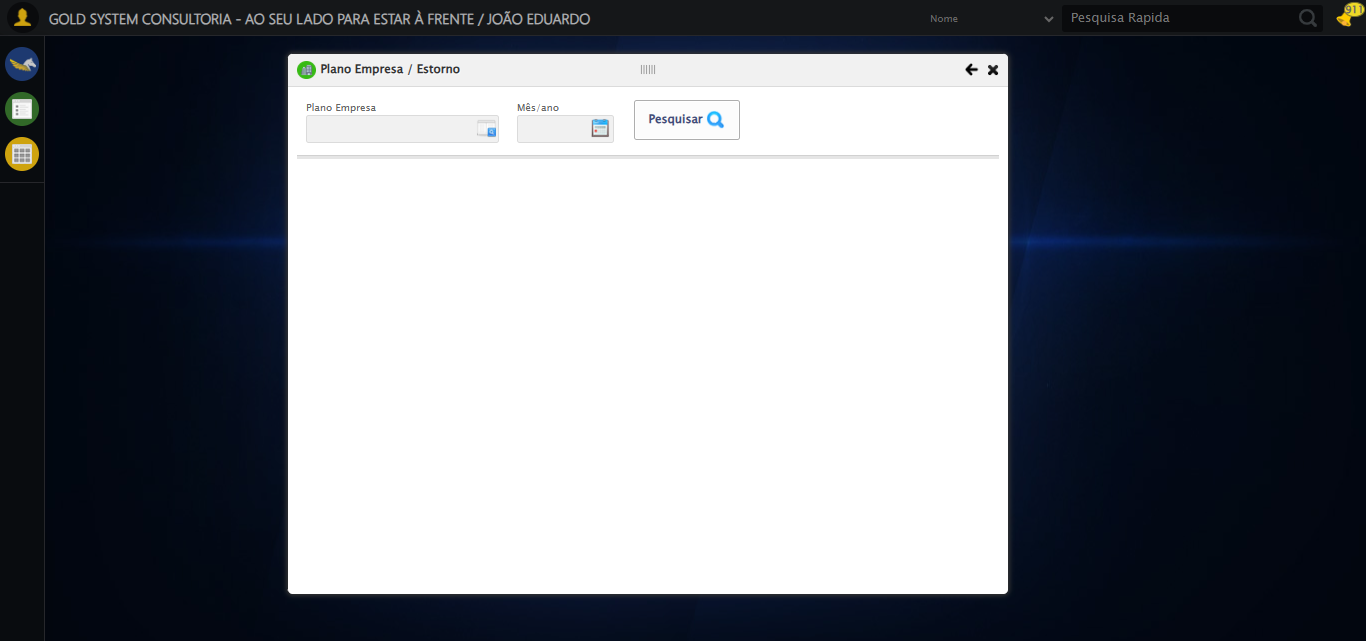 GOLD SYSTEM CONSULTORIA - AO SEU LADO PARA ESTAR À FRENTE / JOÃO EDUARDO
Nome
Pesquisa Rapida
911
Plano Empresa / Estorno
Plano Empresa
Mês/ano
Pesquisar